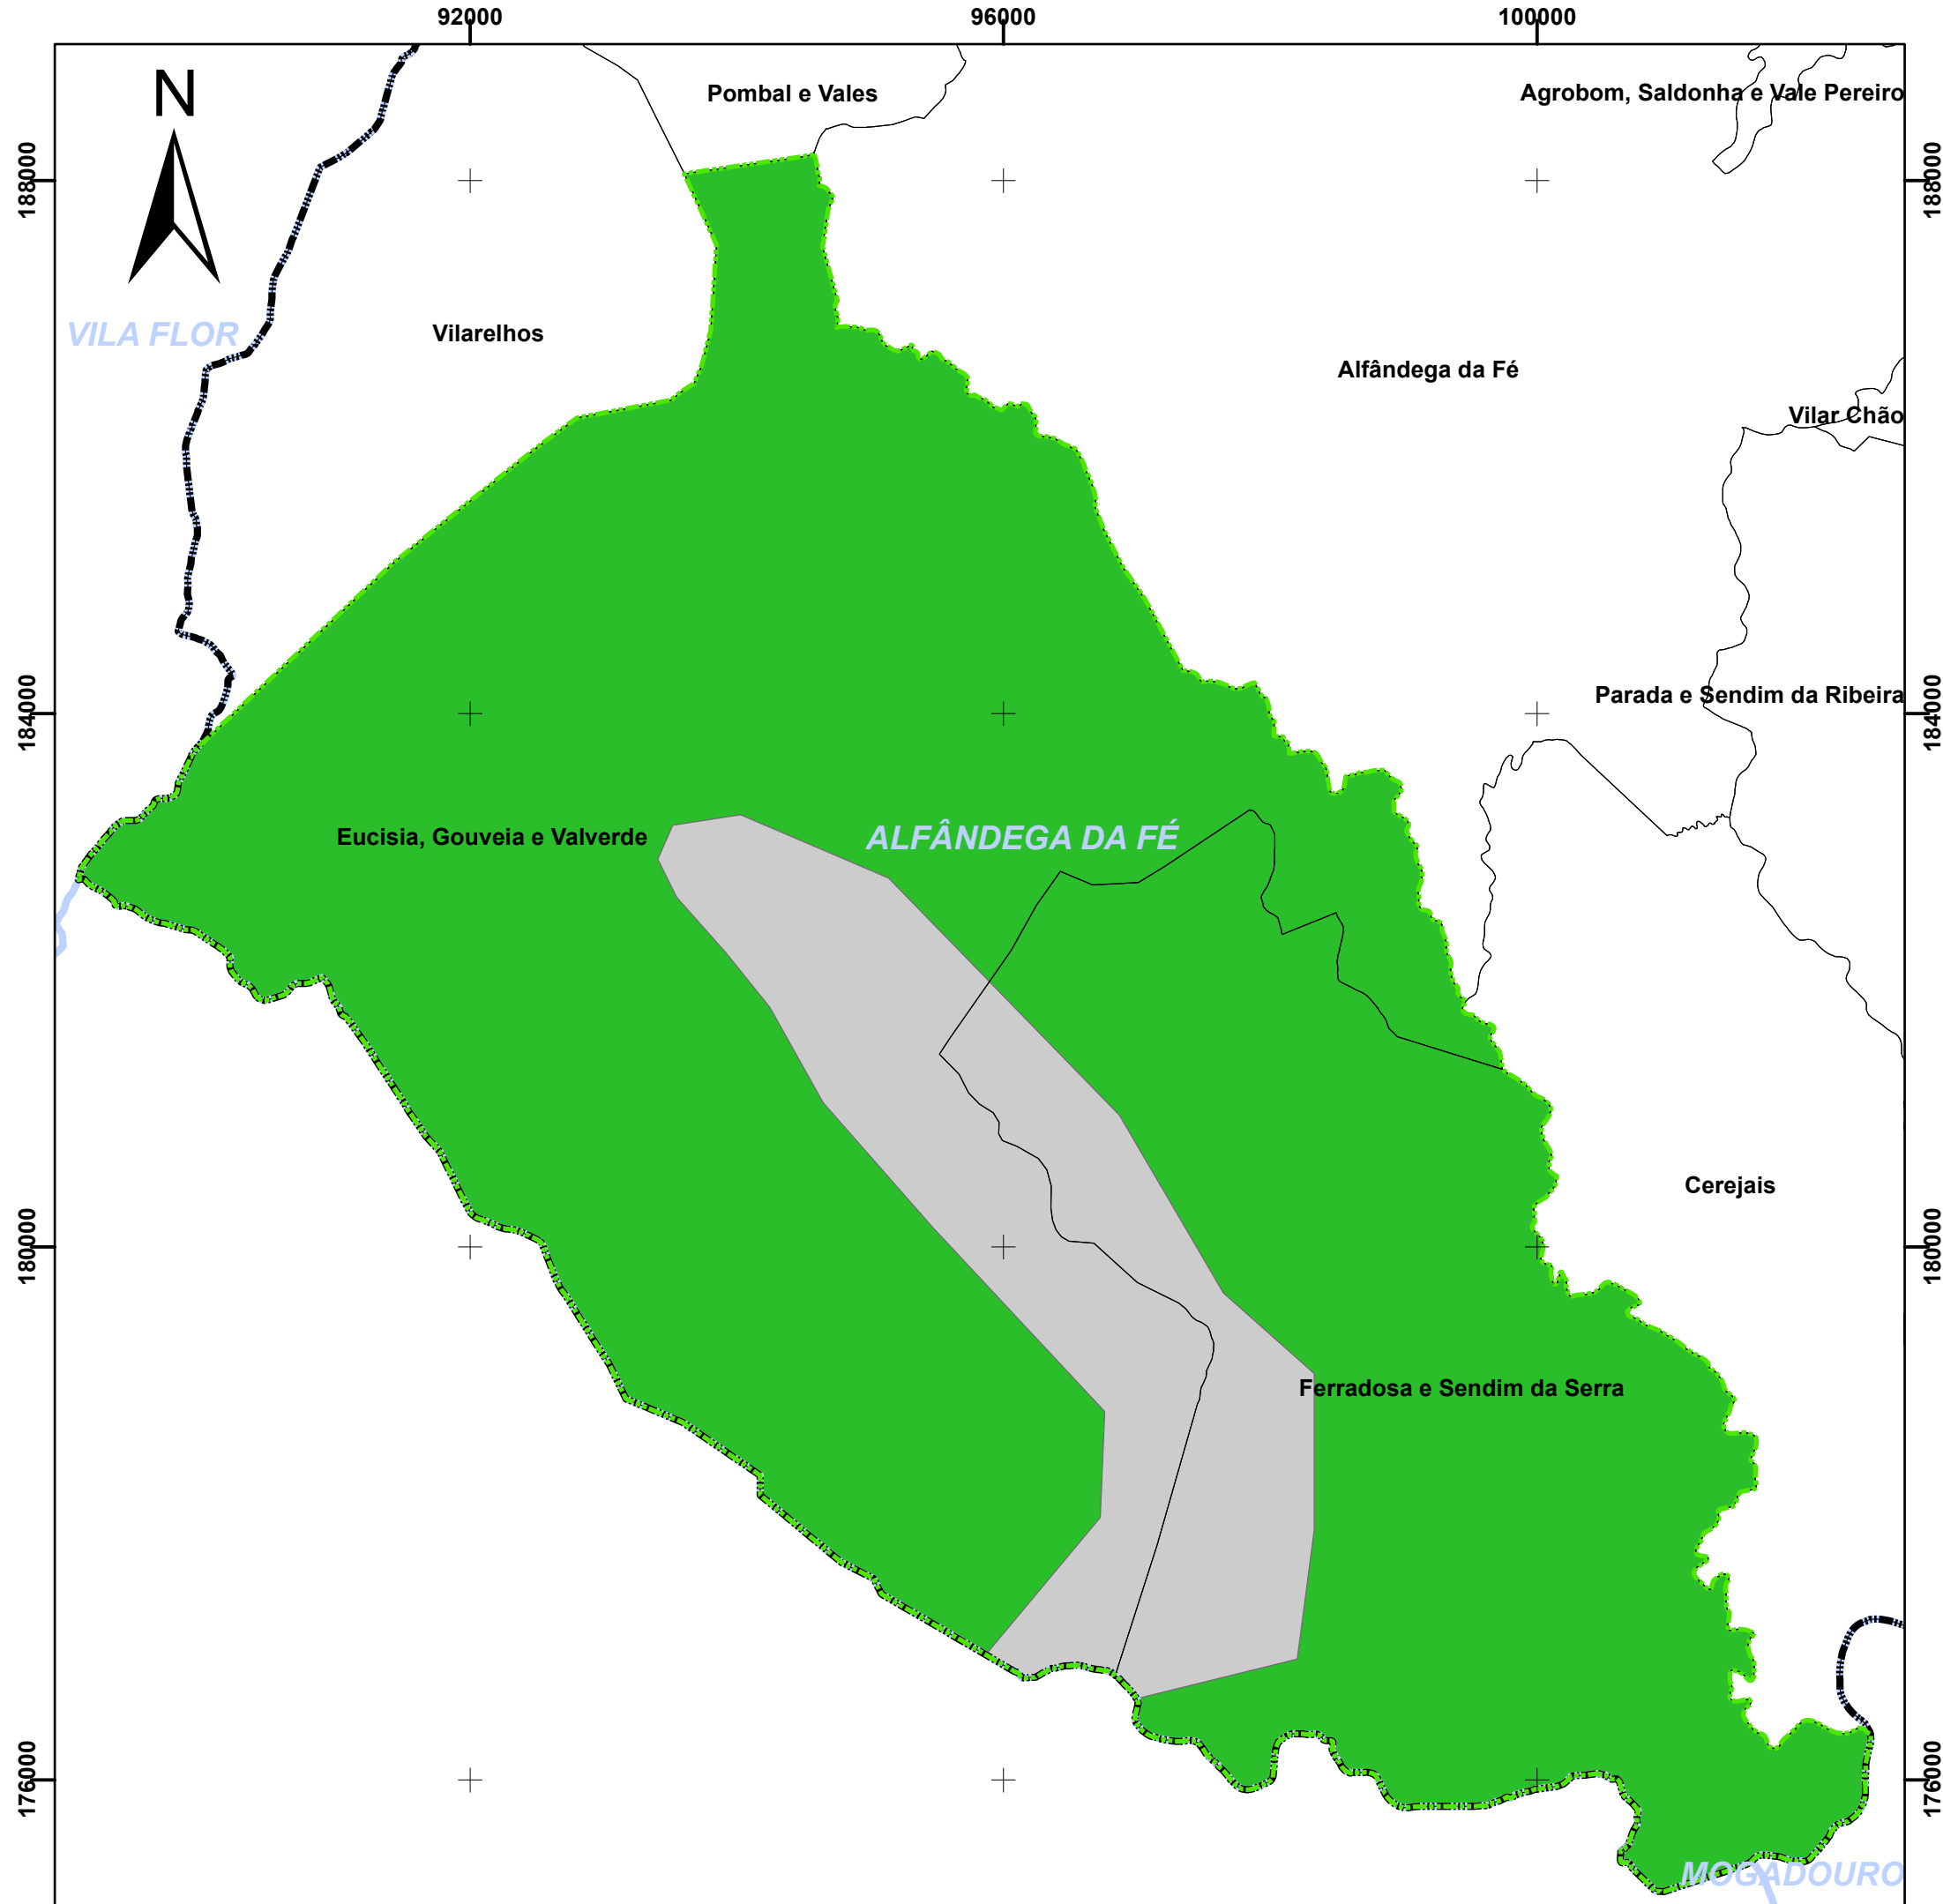 92000 96000 100000
N
Pombal e Vales
Agrobom, Saldonha e Vale Pereiro
188000 188000
VILA FLOR
Vilarelhos
Alfândega da Fé
Vilar Chão
Parada e Sendim da Ribeira
184000 184000
Eucisia, Gouveia e Valverde
ALFÂNDEGA DA FÉ
Cerejais
180000 180000
Ferradosa e Sendim da Serra
176000 176000
MOGADOURO